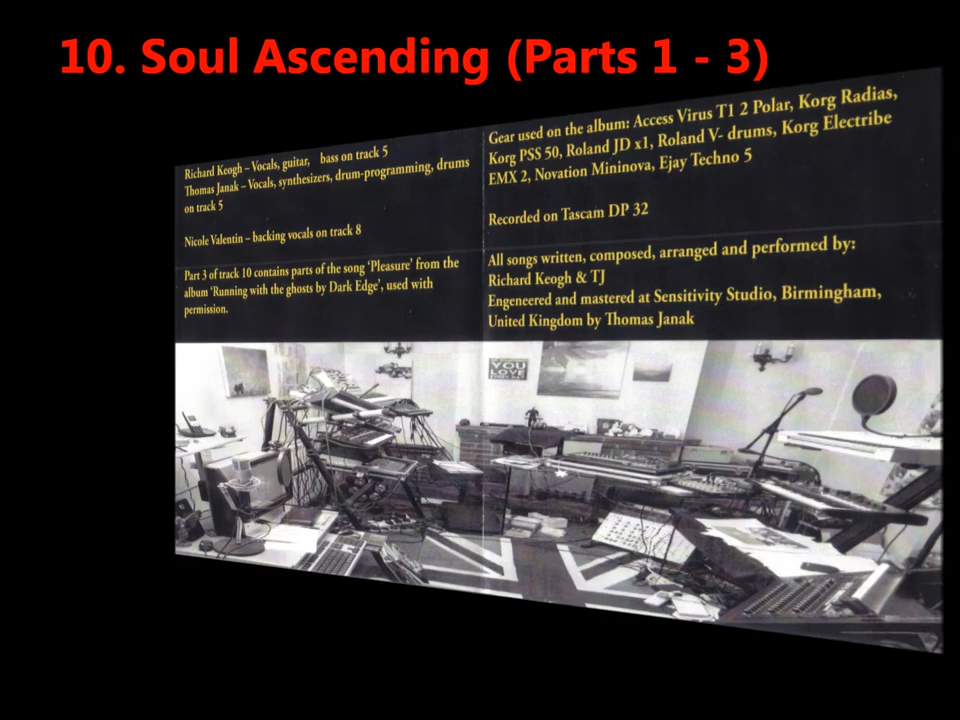 10. Soul Ascending (Parts 1 - 3)
Richard Keogh – Vocals, guitar, bass on track 5
Thomas Janak – Vocals, synthesizers, drum-programming, drums
on track 5
Nicole Valentin – backing vocals on track 8
Part 3 of track 10 contains parts of the song ‘Pleasure’ from the
album ‘Running with the ghosts by Dark Edge’, used with
permission.
Gear used on the album: Access Virus T1 2 Polar, Korg Radias,
Korg PSS 50, Roland JD x1, Roland V- drums, Korg Electribe
EMX 2, Novation Mininova, Ejay Techno 5
Recorded on Tascam DP 32
All songs written, composed, arranged and performed by:
Richard Keogh & TJ
Engeneered and mastered at Sensitivity Studio, Birmingham,
United Kingdom by Thomas Janak
YOU
LOVE